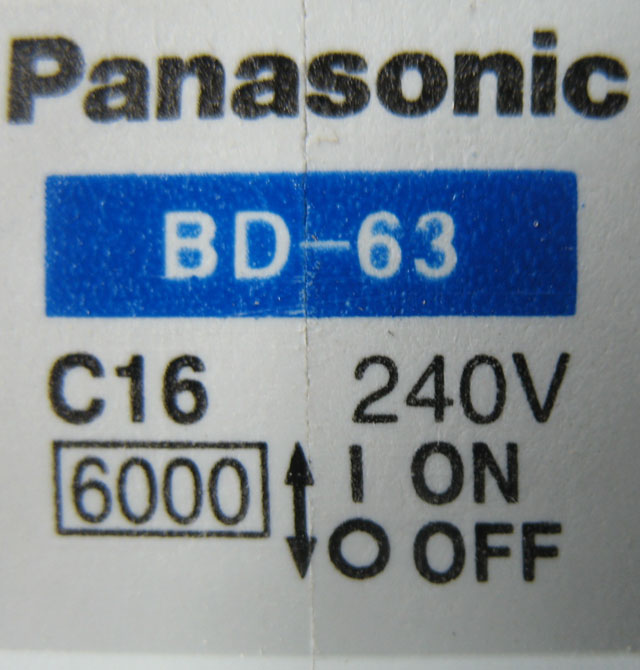 Panasonic
BD-63
C16 240V
6000 I ON
O OFF